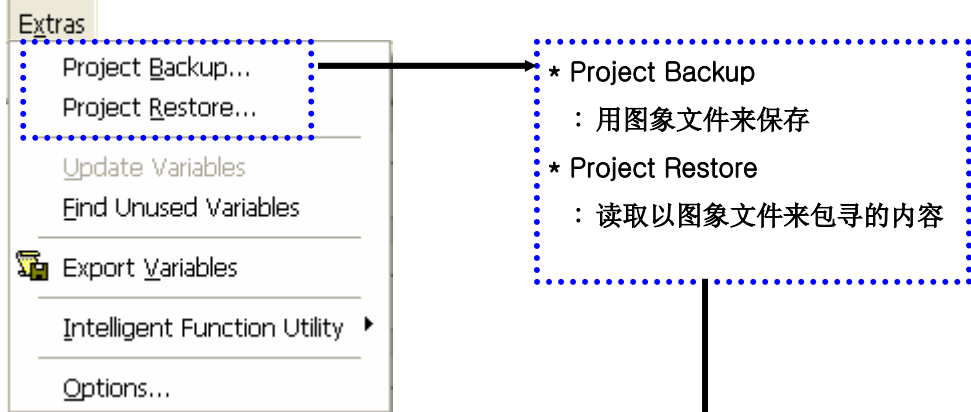 Extras
Project Backup...
Project Restore...
Update Variables
Find Unused Variables
Export Variables
Intelligent Function Utility
Options...
* Project Backup
: 用图象文件来保存
* Project Restore
: 读取以图象文件来包寻的内容